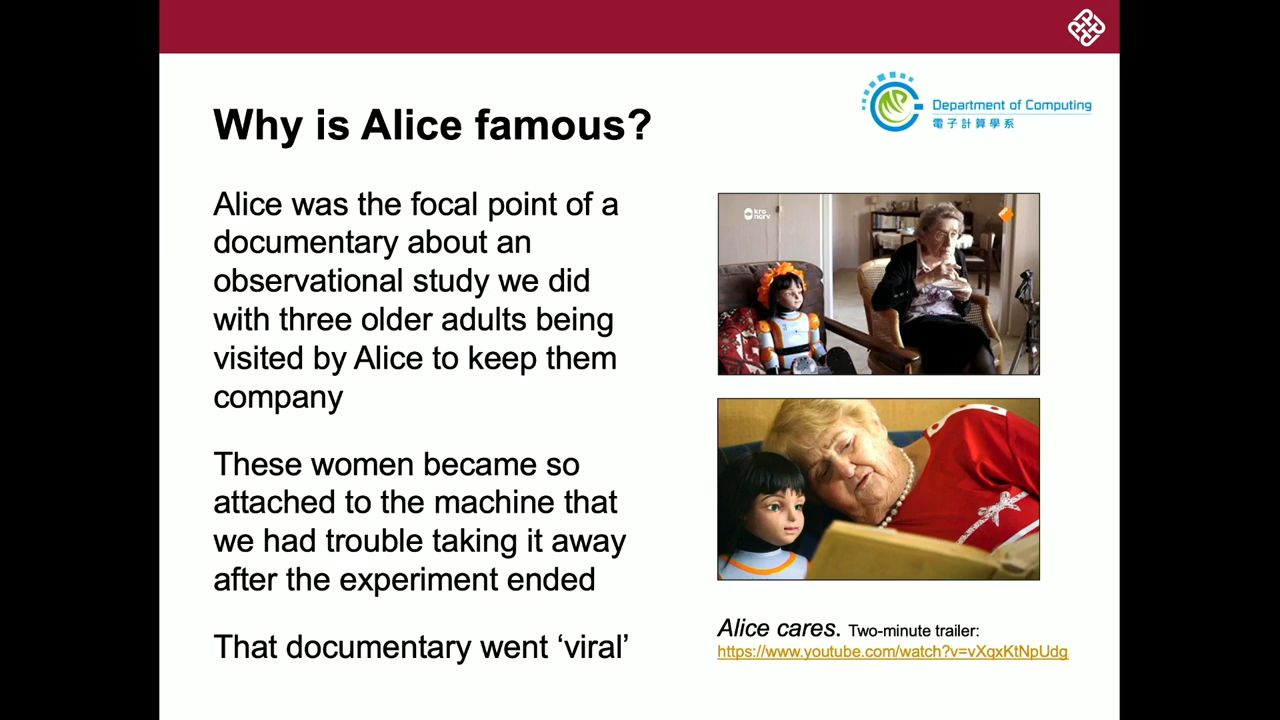 Why is Alice famous?
Department of Computing
電子計算學系
Alice was the focal point of a
documentary about an
observational study we did
with three older adults being
visited by Alice to keep them
company
These women became so
attached to the machine that
we had trouble taking it away
after the experiment ended
That documentary went ‘viral’
kro
ncrv
Alice cares. Two-minute trailer:
https://www.youtube.com/watch?v=vXqxKtNpUdg